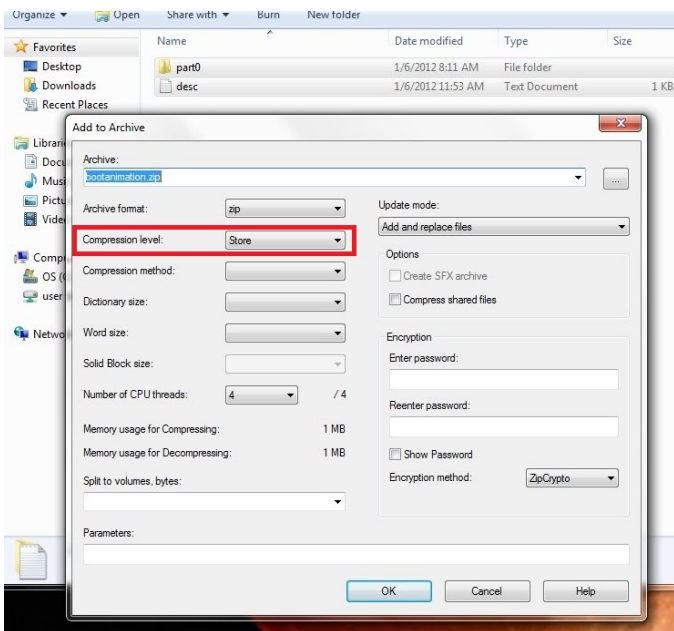 Organize Open Share with Burn New folder
Favorites
Desktop
Downloads
Recent Places
Name Date modified Type Size
part0 1/6/2012 8:11 AM File folder
desc 1/6/2012 11:53 AM Text Document 1 KB
OS
user
Add to Archive
Archive:
bootanimation.zip
...
Archive format: zip
Compression level: Store
Compression method:
Dictionary size:
Word size:
Solid Block size:
Number of CPU threads: 4 / 4
Memory usage for Compressing: 1 MB
Memory usage for Decompressing: 1 MB
Split to volumes, bytes:
Parameters:
Update mode:
Add and replace files
Options
Create SFX archive
Compress shared files
Encryption
Enter password:
Reenter password:
Show Password
Encryption method: ZipCrypto
OK Cancel Help